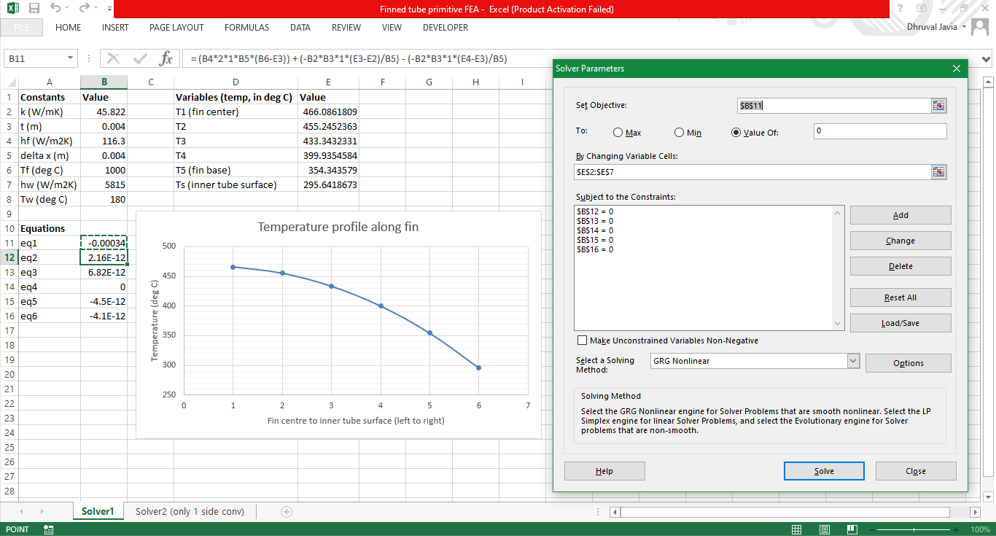 Finned tube primitive FEA - Excel (Product Activation Failed)
FILE HOME INSERT PAGE LAYOUT FORMULAS DATA REVIEW VIEW DEVELOPER
Dhruval Javia
B11 fx = (B4*2*1*B5*(B6-E3)) + (-B2*B3*1*(E3-E2)/B5) - (-B2*B3*1*(E4-E3)/B5)
A B C D E F G H I
1 Constants Value Variables (temp, in deg C) Value
2 k (W/mK) 45.822 T1 (fin center) 466.0861809
3 t (m) 0.004 T2 455.2452363
4 hf (W/m2K) 116.3 T3 433.3432331
5 delta x (m) 0.004 T4 399.9354584
6 Tf (deg C) 1000 T5 (fin base) 354.343579
7 hw (W/m2K) 5815 Ts (inner tube surface) 295.6418673
8 Tw (deg C) 180
9
10 Equations
11 eq1 -0.00034
12 eq2 2.16E-12
13 eq3 6.82E-12
14 eq4 0
15 eq5 -4.5E-12
16 eq6 -4.1E-12
17
18
19
20
21
22
23
24
25
26
27
28
Temperature profile along fin
Temperature (deg C)
500
450
400
350
300
250
0 1 2 3 4 5 6 7
Fin centre to inner tube surface (left to right)
Solver Parameters
Set Objective: $B$11
To: Max Min Value Of: 0
By Changing Variable Cells:
$E$2:$E$7
Subject to the Constraints:
$B$12 = 0
$B$13 = 0
$B$14 = 0
$B$15 = 0
$B$16 = 0
Add
Change
Delete
Reset All
Load/Save
Make Unconstrained Variables Non-Negative
Select a Solving
Method:
GRG Nonlinear
Options
Solving Method
Select the GRG Nonlinear engine for Solver Problems that are smooth nonlinear. Select the LP
Simplex engine for linear Solver Problems, and select the Evolutionary engine for Solver
problems that are non-smooth.
Help Solve Close
Solver1 Solver2 (only 1 side conv)
POINT 100%